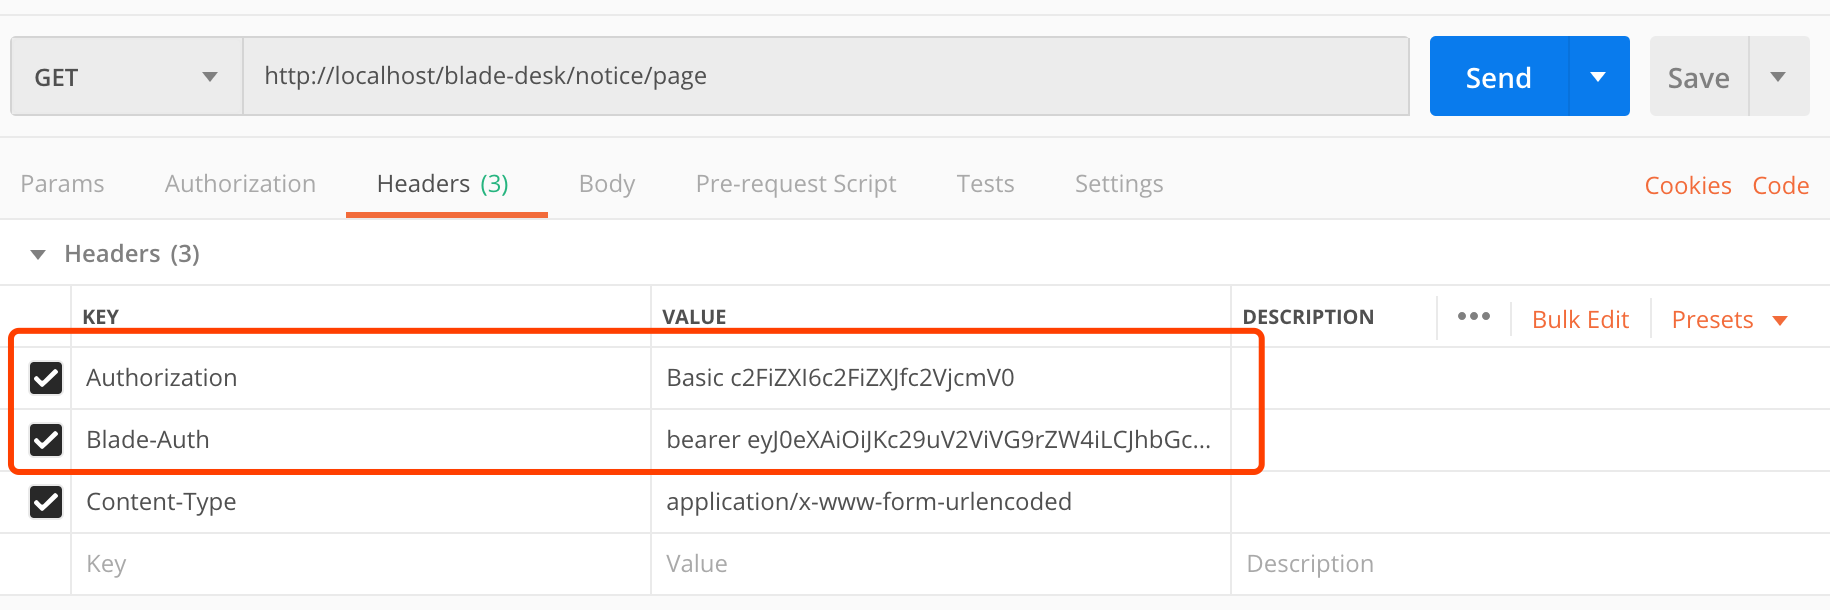 GET http://localhost/blade-desk/notice/page Send Save
Params Authorization Headers (3) Body Pre-request Script Tests Settings Cookies Code
Headers (3)
KEY VALUE DESCRIPTION ••• Bulk Edit Presets
Authorization Basic c2FiZXI6c2FiZXJfc2VjcmV0
Blade-Auth bearer eyJ0eXAiOiJKc29uV2ViVG9rZW4iLCJhbGc...
Content-Type application/x-www-form-urlencoded
Key Value Description